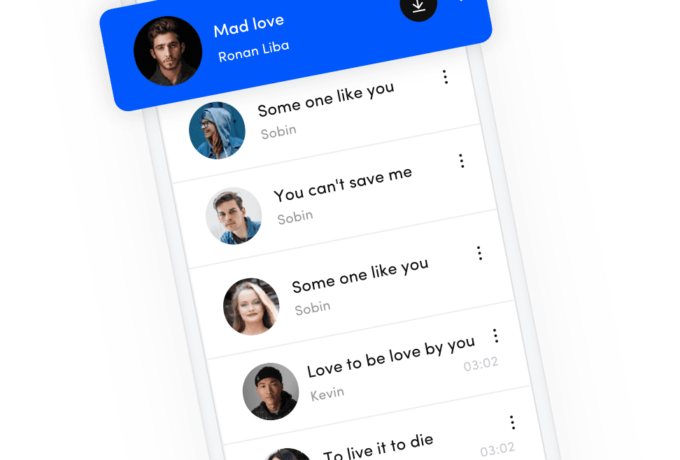 Mad love
Ronan Liba
Some one like you
Sobin
You can't save me
Sobin
Some one like you
Sobin
Love to be love by you
Kevin
03:02
To live it to die
03:02